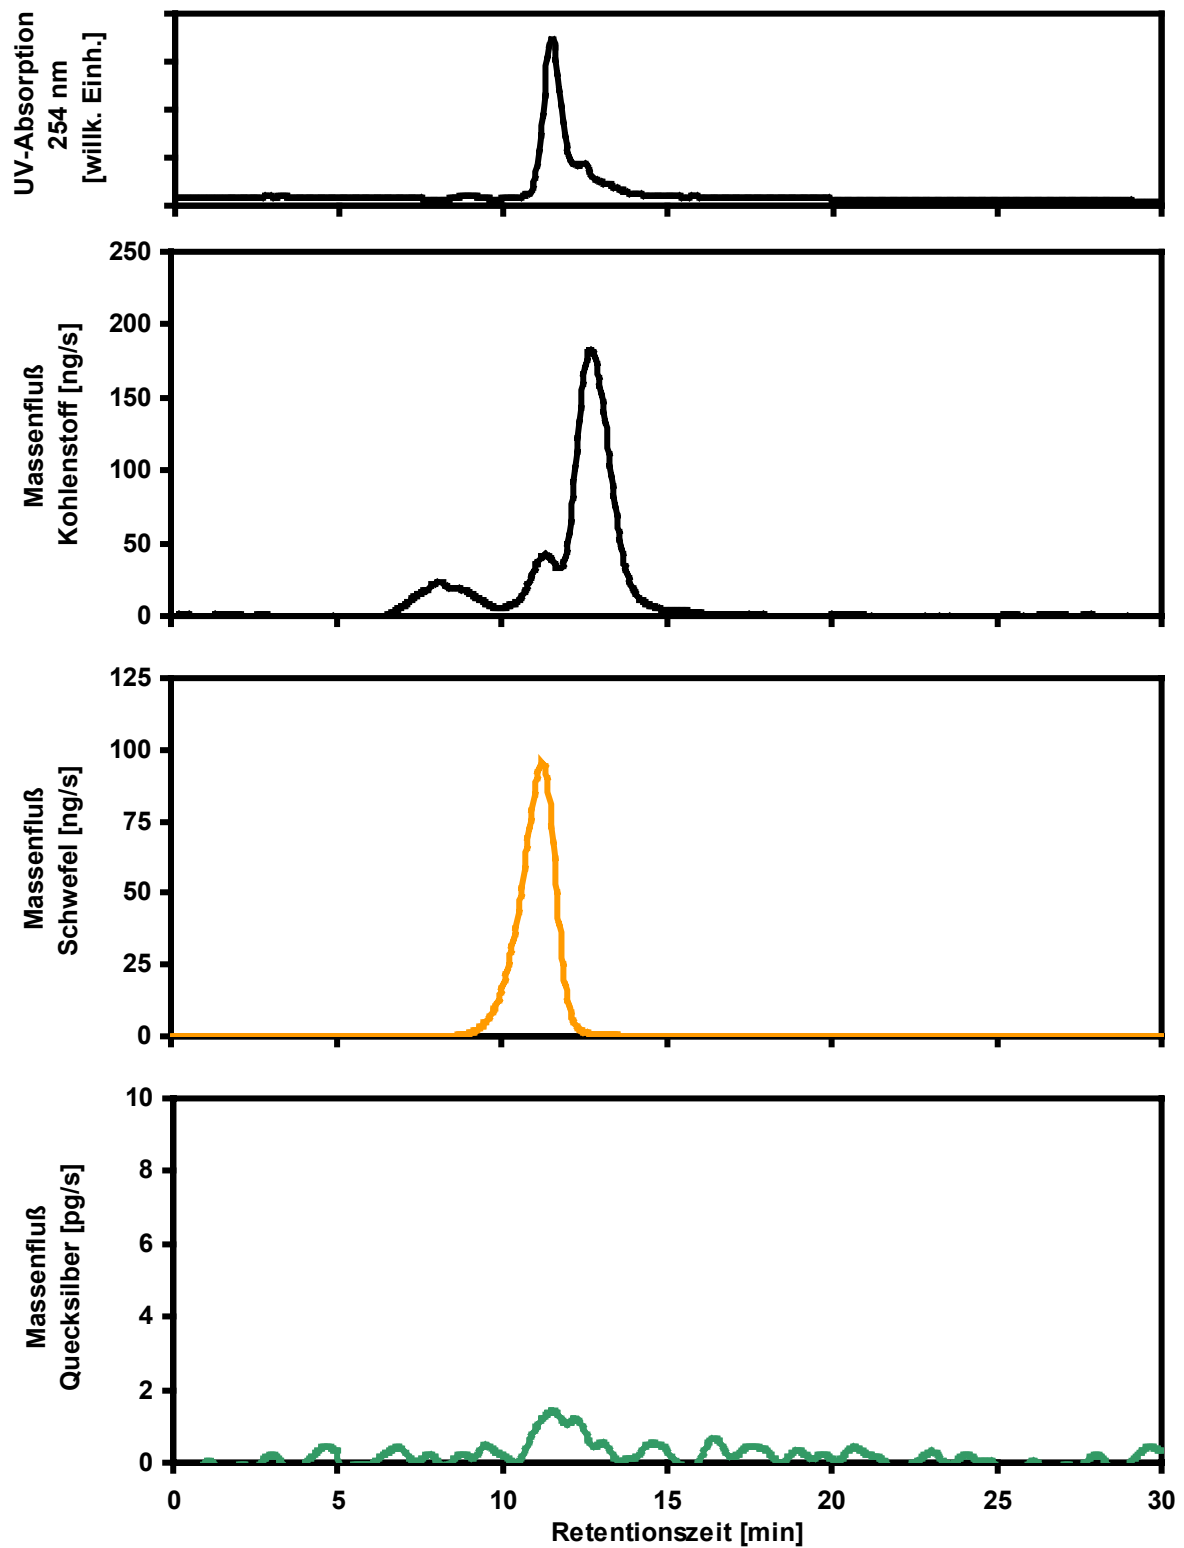 UV-Absorption
254 nm
[willk. Einh.]
Massenfluß
Kohlenstoff [ng/s]
250
200
150
100
50
0
Massenfluß
Schwefel [ng/s]
125
100
75
50
25
0
Massenfluß
Quecksilber [pg/s]
10
8
6
4
2
0
0 5 10 15 20 25 30
Retentionszeit [min]